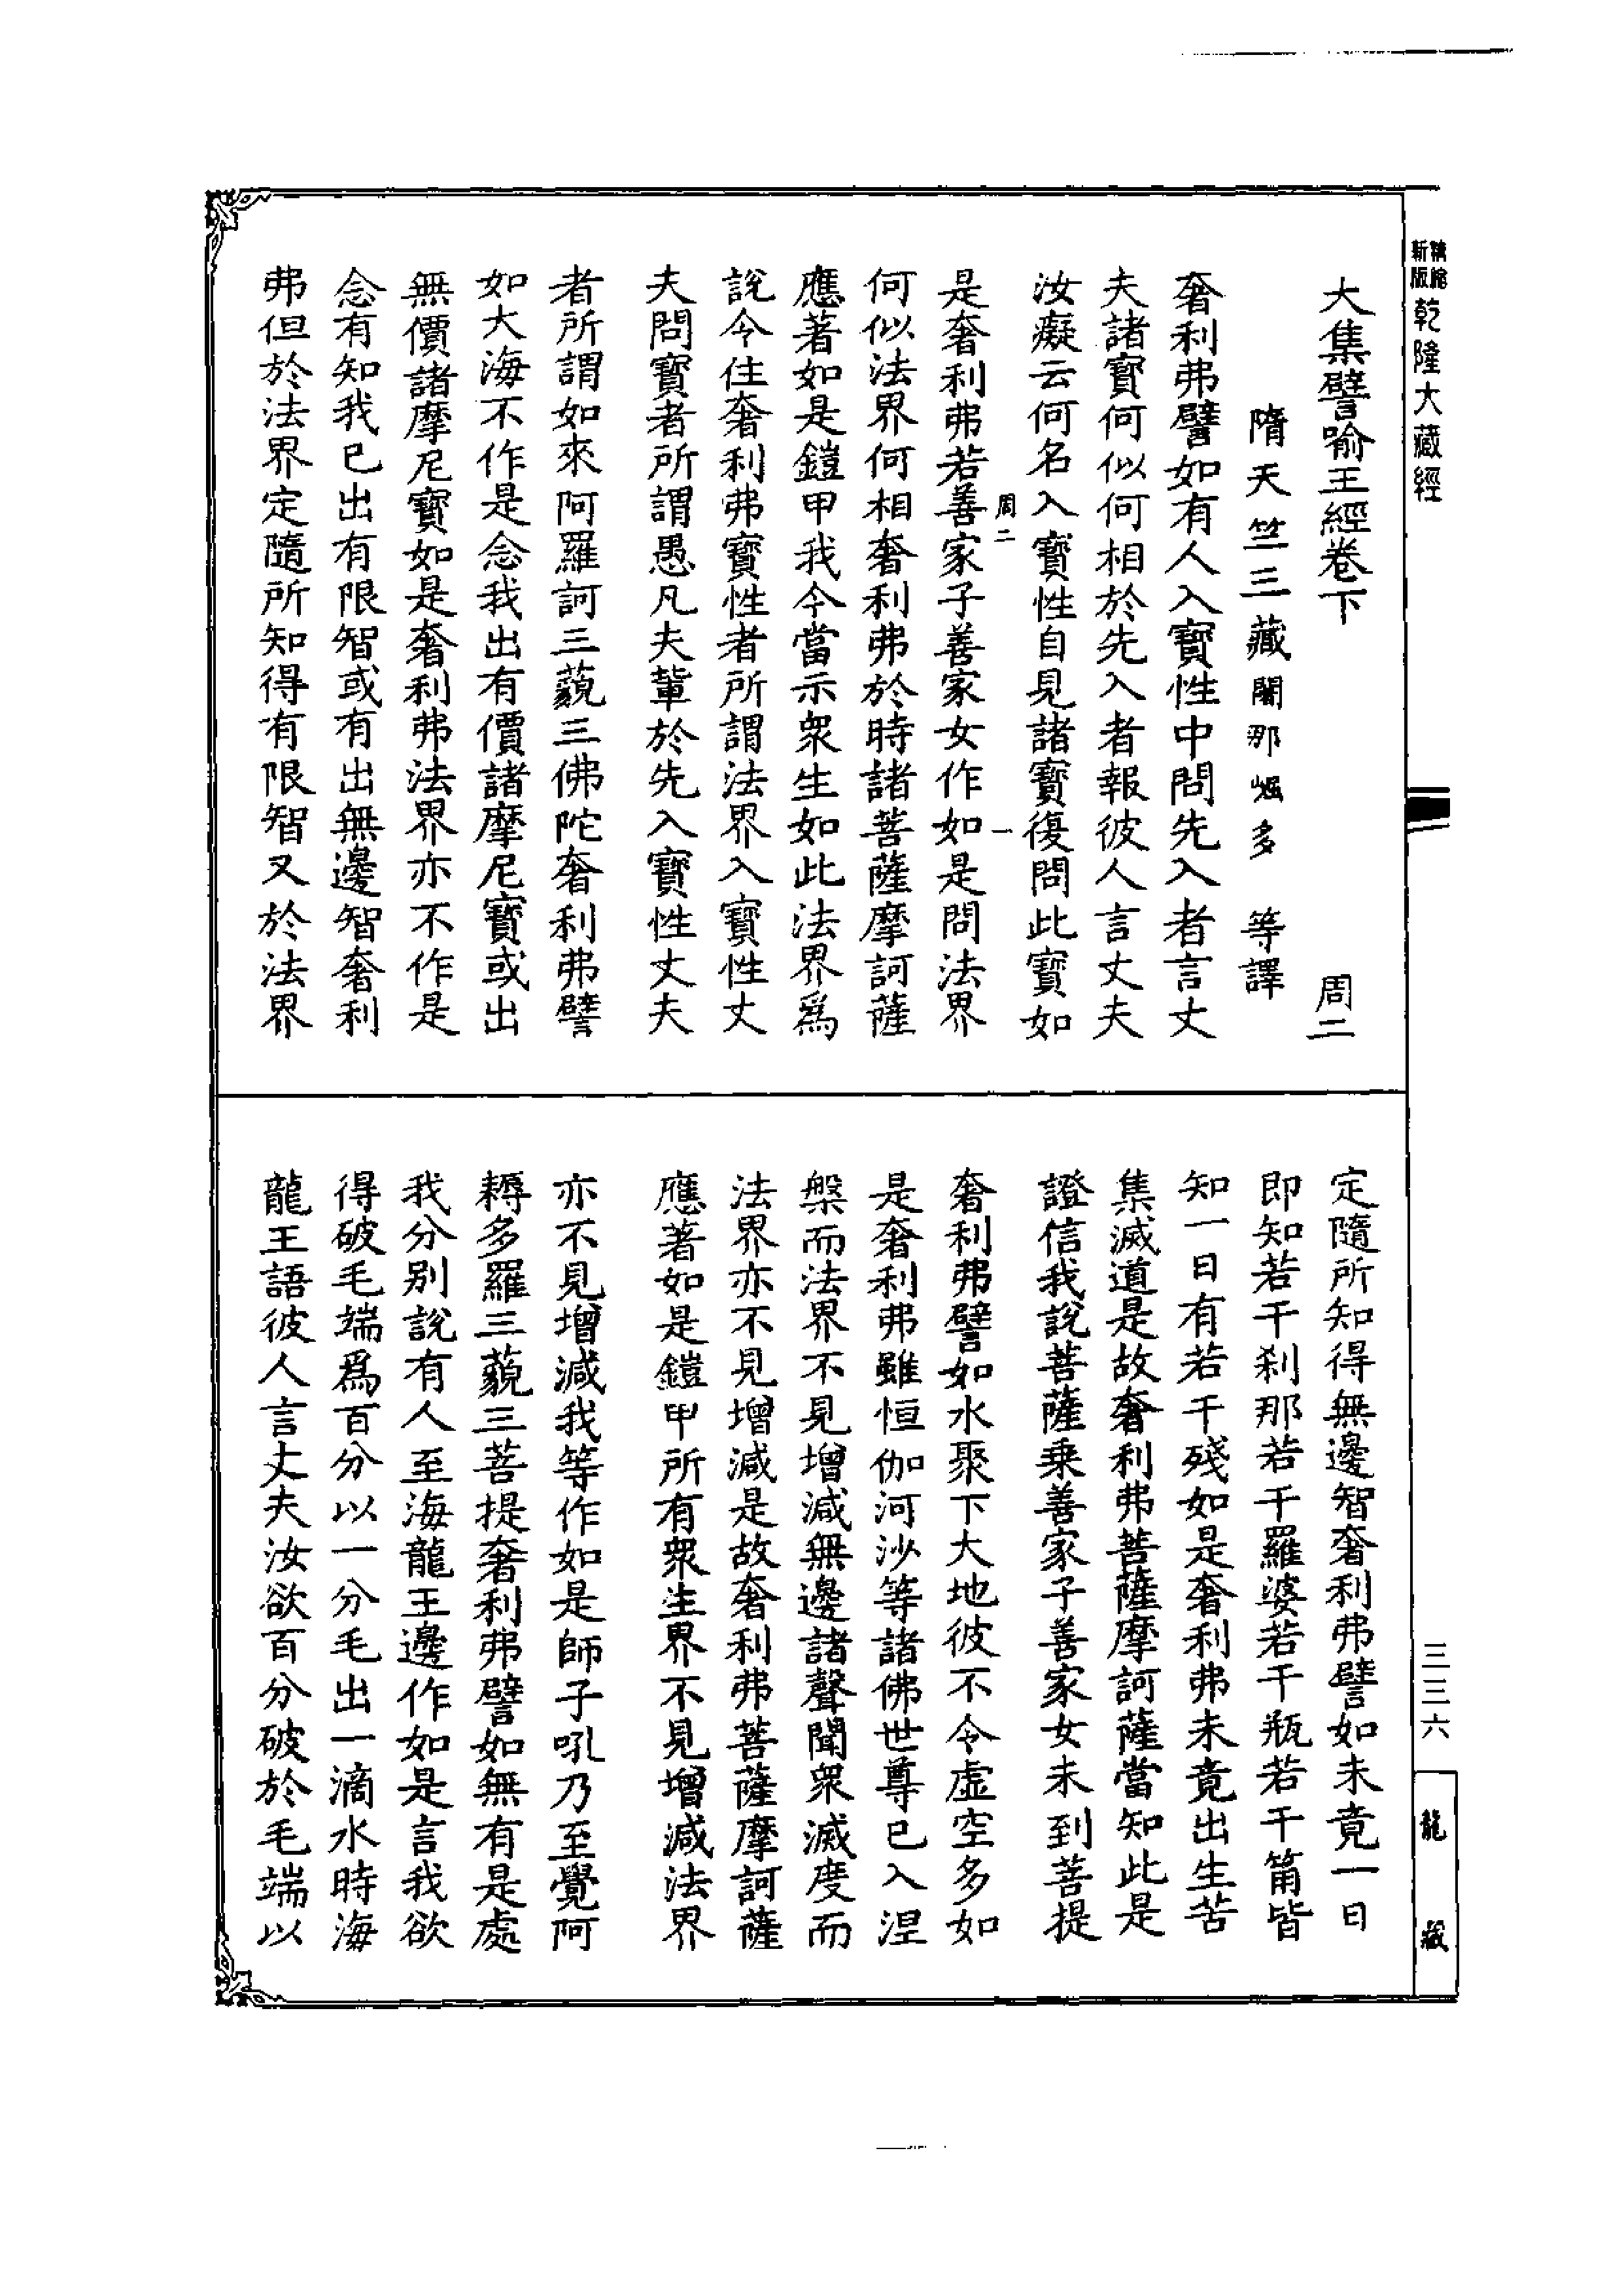 精縮
新版
乾隆大藏經
大集譬喻王經卷下 周二
隋天竺三藏闍那崛多 等譯
奢利弗譬如有人入寶性中問先入者言丈
夫諸寶何似何相於先入者報彼人言丈夫
汝癡云何名入寶性自見諸寶復問此寶如
周二 一
是奢利弗若善家子善家女作如是問法界
何似法界何相奢利弗於時諸菩薩摩訶薩
應著如是鎧甲我今當示衆生如此法界爲
說今住奢利弗寶性者所謂法界入寶性丈
夫問寶者所謂愚凡夫輩於先入寶性丈夫
者所謂如來阿羅訶三藐三佛陀奢利弗譬
如大海不作是念我出有價諸摩尼寶或出
無價諸摩尼寶如是奢利弗法界亦不作是
念有知我已出有限智或有出無邊智奢利
弗但於法界定隨所知得有限智又於法界
定隨所知得無邊智奢利弗譬如未竟一日
即知若干刹那若干羅婆若干瓶若干筩皆
知一日有若干殘如是奢利弗未竟出生苦
集滅道是故奢利弗菩薩摩訶薩當知此是
證信我說菩薩乗善家子善家女未到菩提
奢利弗譬如水聚下大地彼不令虛空多如
是奢利弗雖恒伽河沙等諸佛世尊已入涅
槃而法界不見增減無邊諸聲聞衆滅度而
法界亦不見增減是故奢利弗菩薩摩訶薩
應著如是鎧甲所有衆生界不見增減法界
亦不見增減我等作如是師子吼乃至覺阿
耨多羅三藐三菩提奢利弗譬如無有是處
我分別說有人至海龍王邊作如是言我欲
得破毛端爲百分以一分毛出一滴水時海
龍王語彼人言丈夫汝欲百分破於毛端以
三三六
龍藏